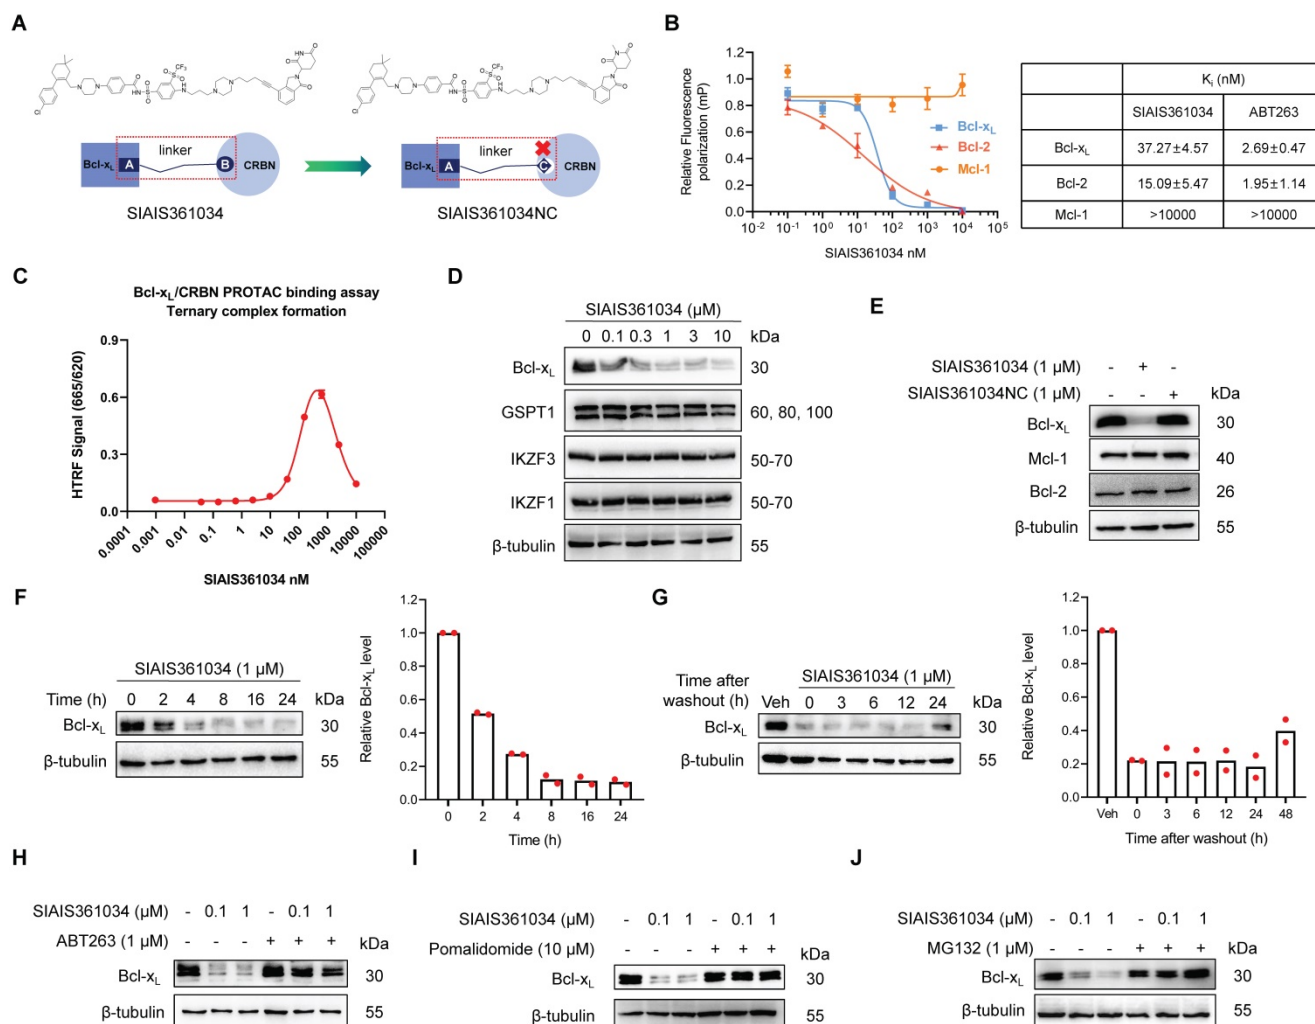 A
Cl
N
N
O
NH
S
O
O
O
S
O
CF3
N
H
N
N
O
HN
O
N
O
Cl
N
N
O
NH
S
O
O
O
S
O
CF3
N
H
N
N
O
N
O
N
O
Bcl-xL A linker B CRBN
SIAIS361034
Bcl-xL A linker C CRBN
SIAIS361034NC
B
Relative Fluorescence
polarization (mP)
1.2
1.0
0.8
0.6
0.4
0.2
0.0
10-2 10-1 100 101 102 103 104 105
SIAIS361034 nM
Bcl-xL
Bcl-2
Mcl-1
Ki (nM)
SIAIS361034 ABT263
Bcl-xL 37.27±4.57 2.69±0.47
Bcl-2 15.09±5.47 1.95±1.14
Mcl-1 >10000 >10000
C
Bcl-xL/CRBN PROTAC binding assay
Ternary complex formation
HTRF Signal (665/620)
0.9
0.6
0.3
0.0
0.0001 0.001 0.01 0.1 1 10 100 1000 10000 100000
SIAIS361034 nM
D
SIAIS361034 (μM)
0 0.1 0.3 1 3 10 kDa
Bcl-xL 30
GSPT1 60, 80, 100
IKZF3 50-70
IKZF1 50-70
β-tubulin 55
E
SIAIS361034 (1 μM) - + -
SIAIS361034NC (1 μM) - - + kDa
Bcl-xL 30
Mcl-1 40
Bcl-2 26
β-tubulin 55
F
SIAIS361034 (1 μM)
Time (h) 0 2 4 8 16 24 kDa
Bcl-xL 30
β-tubulin 55
Relative Bcl-xL level
1.2
1.0
0.8
0.6
0.4
0.2
0.0
0 2 4 8 16 24
Time (h)
G
Time after
washout (h)
SIAIS361034 (1 μM)
Veh 0 3 6 12 24 kDa
Bcl-xL 30
β-tubulin 55
Relative Bcl-xL level
1.2
1.0
0.8
0.6
0.4
0.2
0.0
Veh 0 3 6 12 24 48
Time after washout (h)
H
SIAIS361034 (μM) - 0.1 1 - 0.1 1
ABT263 (1 μM) - - - + + + kDa
Bcl-xL 30
β-tubulin 55
I
SIAIS361034 (μM) - 0.1 1 - 0.1 1
Pomalidomide (10 μM) - - - + + + kDa
Bcl-xL 30
β-tubulin 55
J
SIAIS361034 (μM) - 0.1 1 - 0.1 1
MG132 (1 μM) - - - + + + kDa
Bcl-xL 30
β-tubulin 55